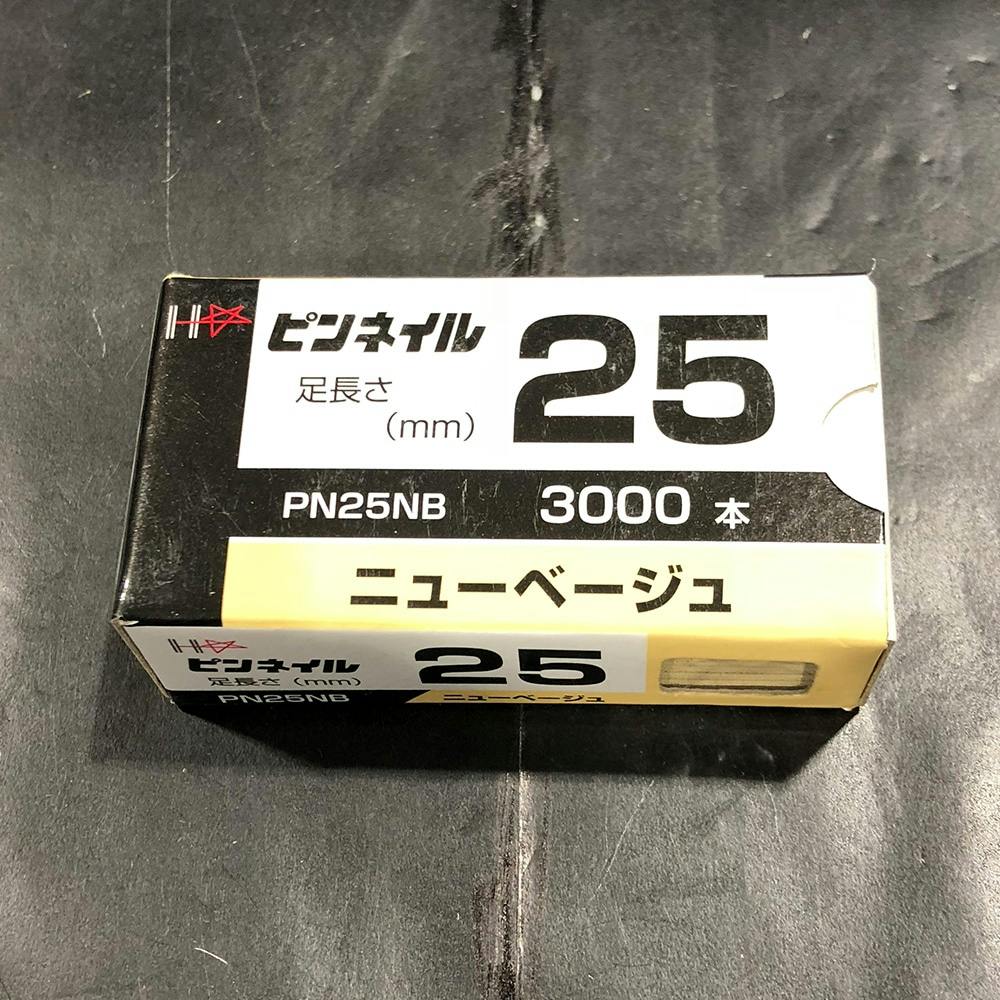 H
ピンネイル
足長さ
(mm)
25
PN25NB
3000 本
ニューベージュ
H
ピンネイル
足長さ (mm)
25
PN25NB
ニューベージュ